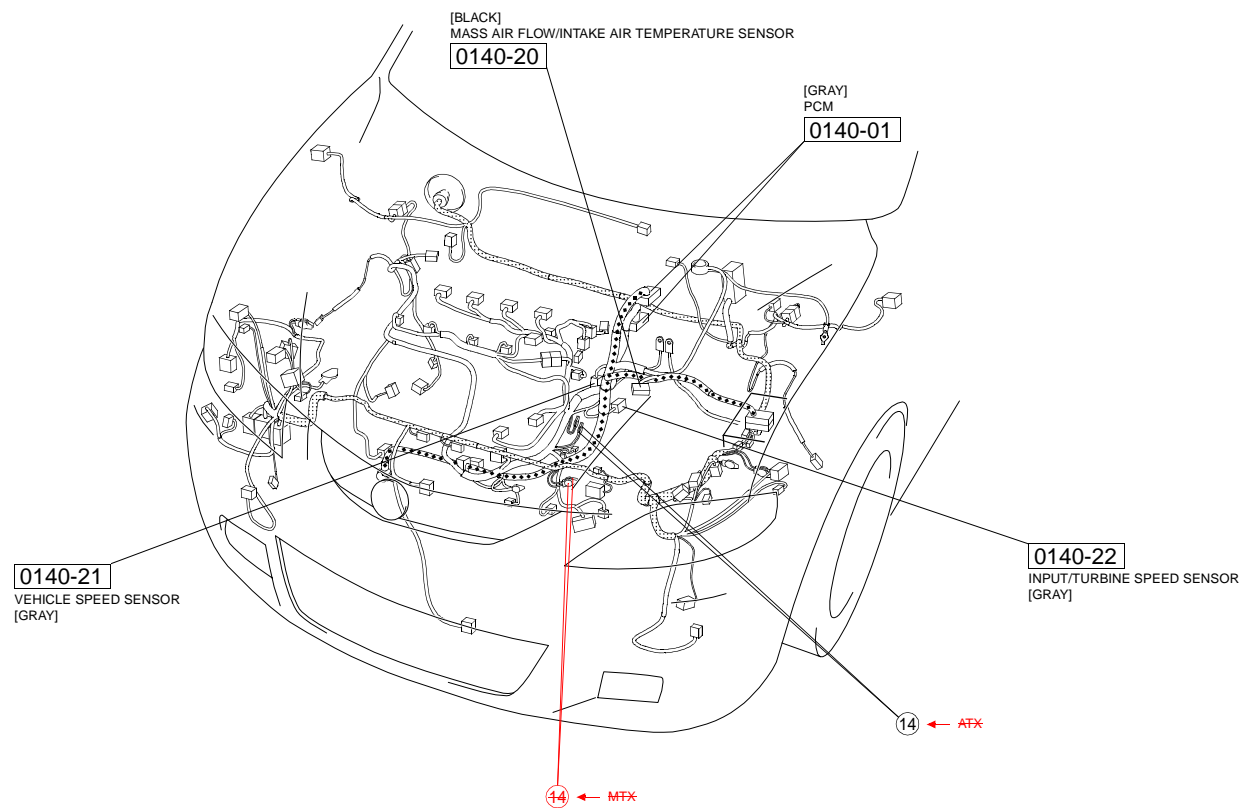 [BLACK]
MASS AIR FLOW/INTAKE AIR TEMPERATURE SENSOR
0140-20
[GRAY]
PCM
0140-01
0140-21
VEHICLE SPEED SENSOR
[GRAY]
0140-22
INPUT/TURBINE SPEED SENSOR
[GRAY]
14 ATX
14 MTX